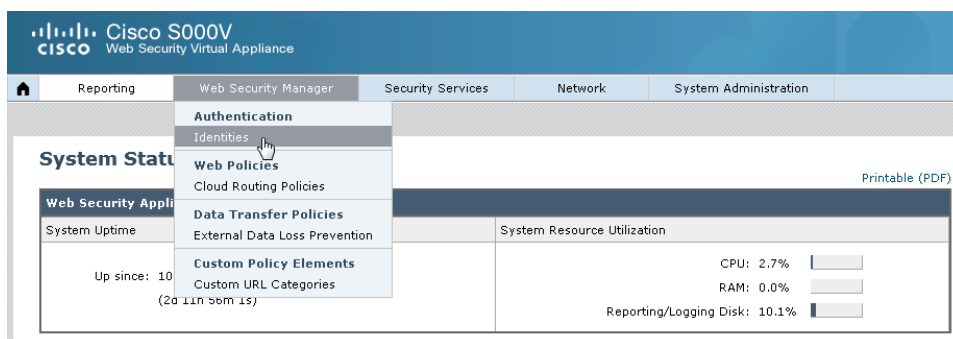 CISCO
Cisco S000V
Web Security Virtual Appliance
Reporting
Web Security Manager
Security Services
Network
System Administration
Authentication
Identities
Web Policies
Cloud Routing Policies
Data Transfer Policies
External Data Loss Prevention
Custom Policy Elements
Custom URL Categories
System Statu
Printable (PDF)
Web Security Appli
System Uptime
System Resource Utilization
Up since: 10
(2d 11h 56m 1s)
CPU: 2.7%
RAM: 0.0%
Reporting/Logging Disk: 10.1%